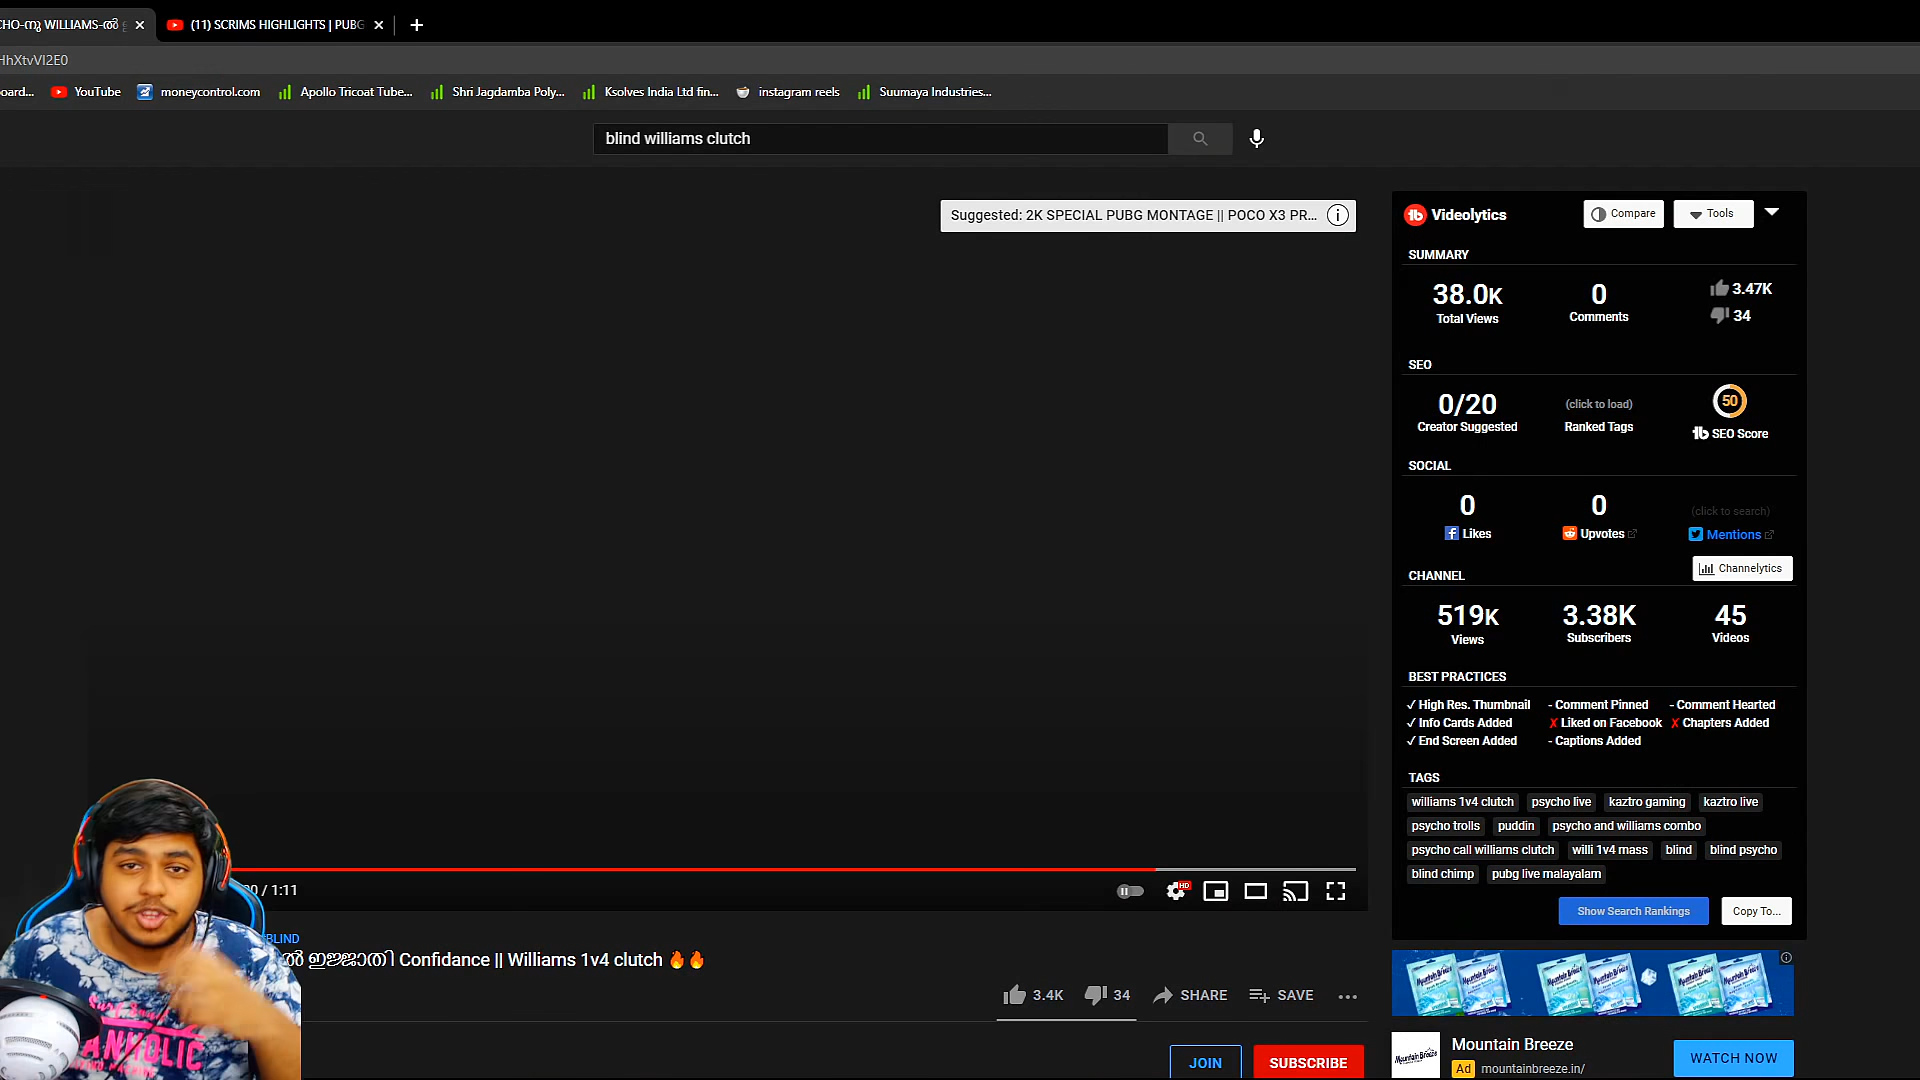 CHO-നു WILLIAMS-ൽ
(11) SCRIMS HIGHLIGHTS | PUBG
HhXtvVI2E0
oard...
YouTube
moneycontrol.com
Apollo Tricoat Tube...
Shri Jagdamba Poly...
Ksolves India Ltd fin...
instagram reels
Suumaya Industries...
blind williams clutch
Suggested: 2K SPECIAL PUBG MONTAGE || POCO X3 PR...
Videolytics
Compare
Tools
SUMMARY
38.0K
Total Views
0
Comments
3.47K
34
SEO
0/20
Creator Suggested
(click to load)
Ranked Tags
50
SEO Score
SOCIAL
0
Likes
0
Upvotes
(click to search)
Mentions
CHANNEL
Channelytics
519K
Views
3.38K
Subscribers
45
Videos
BEST PRACTICES
✓ High Res. Thumbnail - Comment Pinned - Comment Hearted
✓ Info Cards Added ✗ Liked on Facebook ✗ Chapters Added
✓ End Screen Added - Captions Added
TAGS
williams 1v4 clutch psycho live kaztro gaming kaztro live
psycho trolls puddin psycho and williams combo
psycho call williams clutch willi 1v4 mass blind blind psycho
blind chimp pubg live malayalam
Show Search Rankings
Copy To...
/ 1:11
HD
BLIND
ൽ ഇജ്ജാതി Confidance || Williams 1v4 clutch 🔥🔥
3.4K
34
SHARE
SAVE
JOIN
SUBSCRIBE
Mountain Breeze
Mountain Breeze
Ad mountainbreeze.in/
WATCH NOW